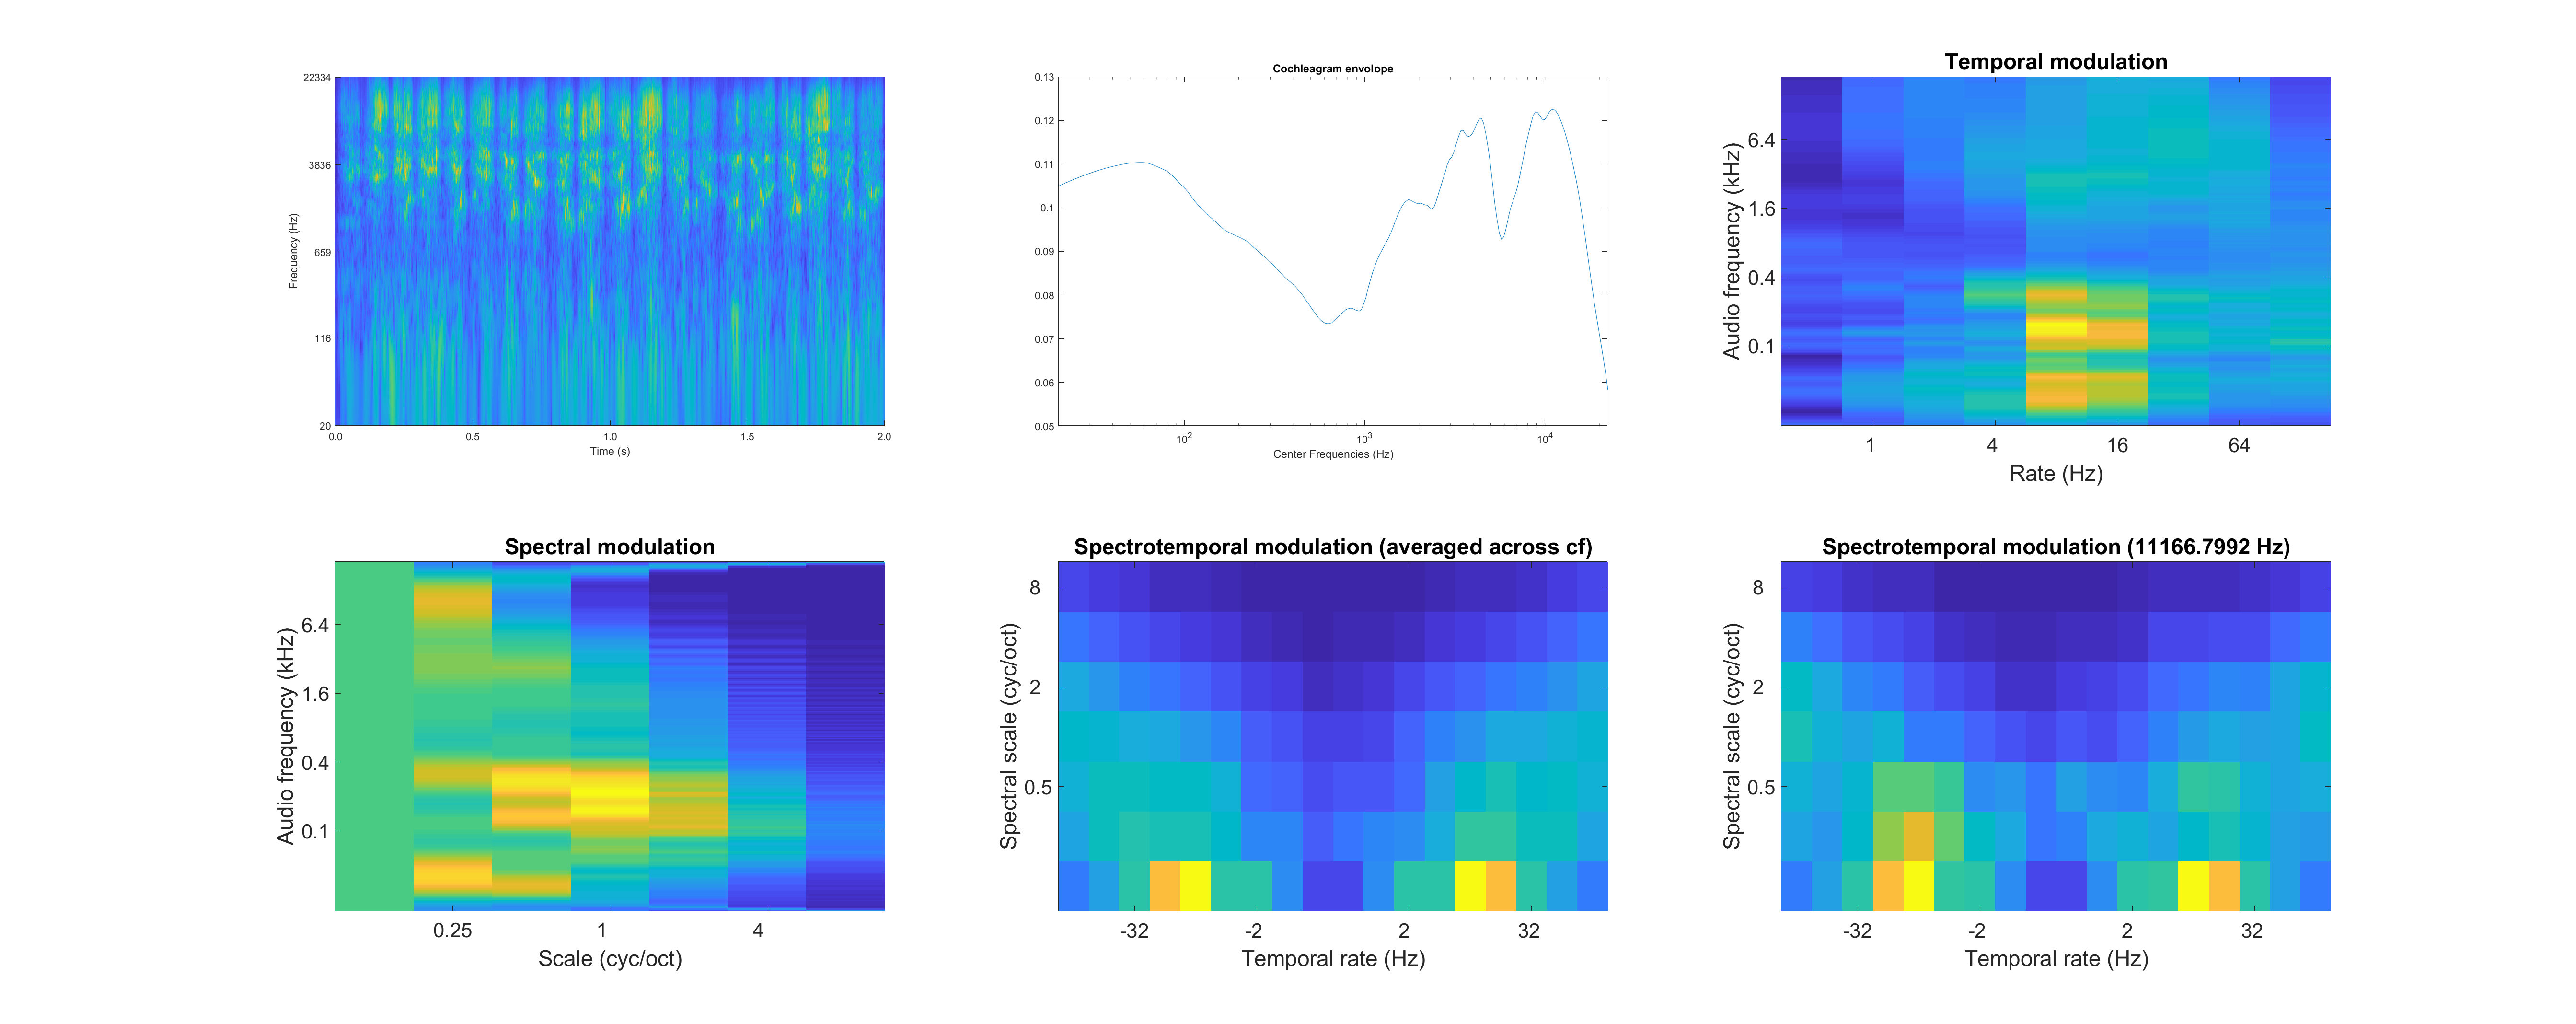 22334
3836
659
116
20
0.0 0.5 1.0 1.5 2.0
Frequency (Hz)
Time (s)
Cochleagram envolope
0.13
0.12
0.11
0.1
0.09
0.08
0.07
0.06
0.05
10^2 10^3 10^4
Center Frequencies (Hz)
Temporal modulation
6.4
1.6
0.4
0.1
Audio frequency (kHz)
1 4 16 64
Rate (Hz)
Spectral modulation
6.4
1.6
0.4
0.1
Audio frequency (kHz)
0.25 1 4
Scale (cyc/oct)
Spectrotemporal modulation (averaged across cf)
8
2
0.5
Spectral scale (cyc/oct)
-32 -2 2 32
Temporal rate (Hz)
Spectrotemporal modulation (11166.7992 Hz)
8
2
0.5
Spectral scale (cyc/oct)
-32 -2 2 32
Temporal rate (Hz)